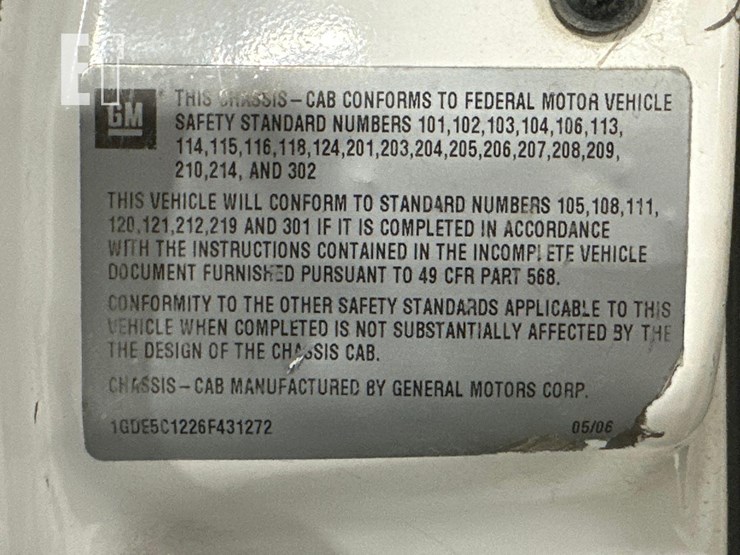 GM
THIS CHASSIS-CAB CONFORMS TO FEDERAL MOTOR VEHICLE
SAFETY STANDARD NUMBERS 101,102,103,104,106,113,
114,115,116,118,124,201,203,204,205,206,207,208,209,
210,214, AND 302
THIS VEHICLE WILL CONFORM TO STANDARD NUMBERS 105,108,111,
120,121,212,219 AND 301 IF IT IS COMPLETED IN ACCORDANCE
WITH THE INSTRUCTIONS CONTAINED IN THE INCOMPLETE VEHICLE
DOCUMENT FURNISHED PURSUANT TO 49 CFR PART 568.
CONFORMITY TO THE OTHER SAFETY STANDARDS APPLICABLE TO THIS
VEHICLE WHEN COMPLETED IS NOT SUBSTANTIALLY AFFECTED BY THE
THE DESIGN OF THE CHASSIS CAB.
CHASSIS-CAB MANUFACTURED BY GENERAL MOTORS CORP.
1GDE5C1226F431272 05/06